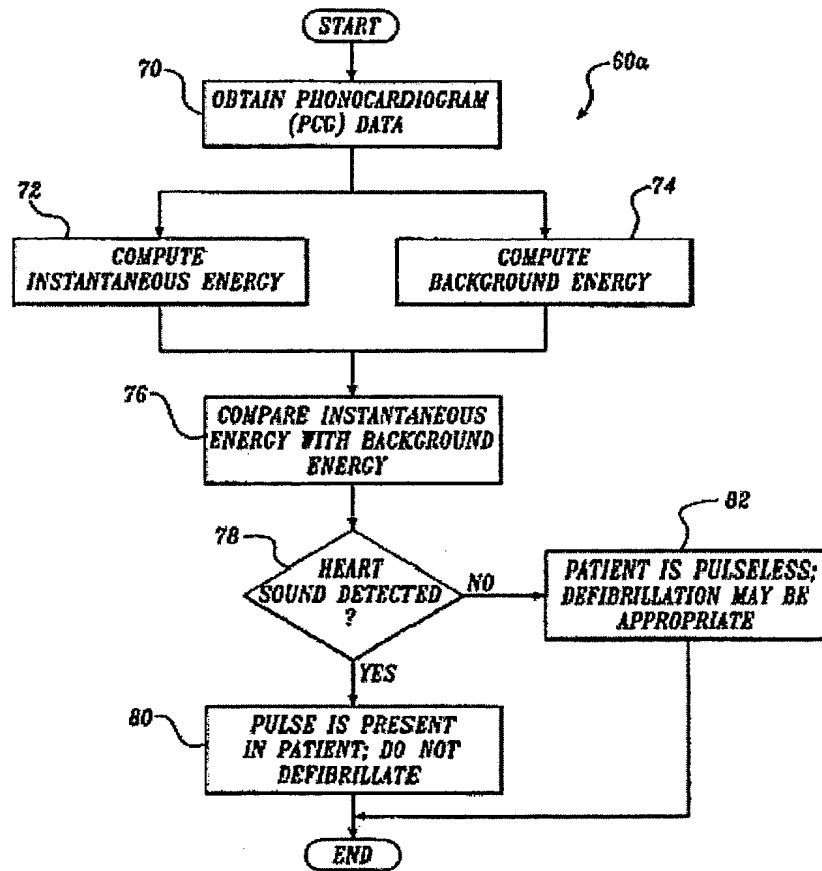 START
70
60a
OBTAIN PHONOCARDIOGRAM
(PCG) DATA
72
74
COMPUTE
INSTANTANEOUS ENERGY
COMPUTE
BACKGROUND ENERGY
76
COMPARE INSTANTANEOUS
ENERGY WITH BACKGROUND
ENERGY
78
HEART
SOUND DETECTED
?
NO
YES
82
PATIENT IS PULSELESS;
DEFIBRILLATION MAY BE
APPROPRIATE
80
PULSE IS PRESENT
IN PATIENT; DO NOT
DEFIBRILLATE
END